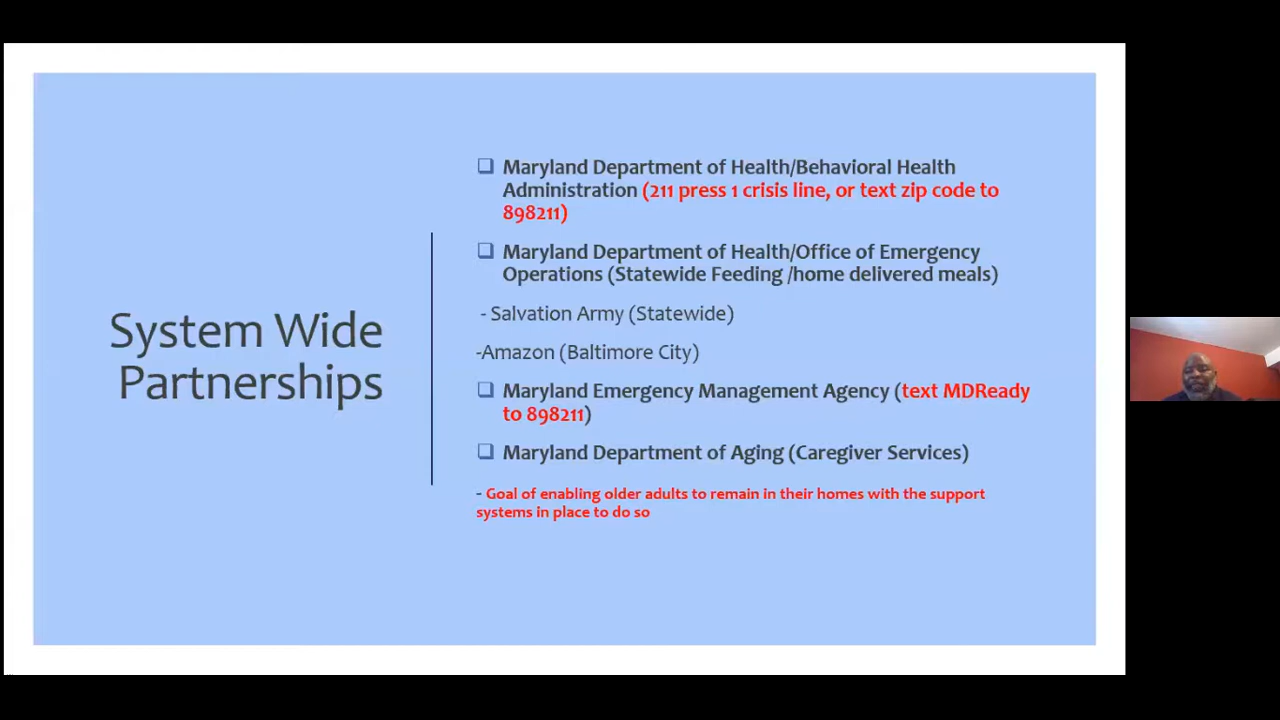 System Wide
Partnerships
❑ Maryland Department of Health/Behavioral Health
Administration (211 press 1 crisis line, or text zip code to
898211)
❑ Maryland Department of Health/Office of Emergency
Operations (Statewide Feeding /home delivered meals)
- Salvation Army (Statewide)
-Amazon (Baltimore City)
❑ Maryland Emergency Management Agency (text MDReady
to 898211)
❑ Maryland Department of Aging (Caregiver Services)
- Goal of enabling older adults to remain in their homes with the support
systems in place to do so